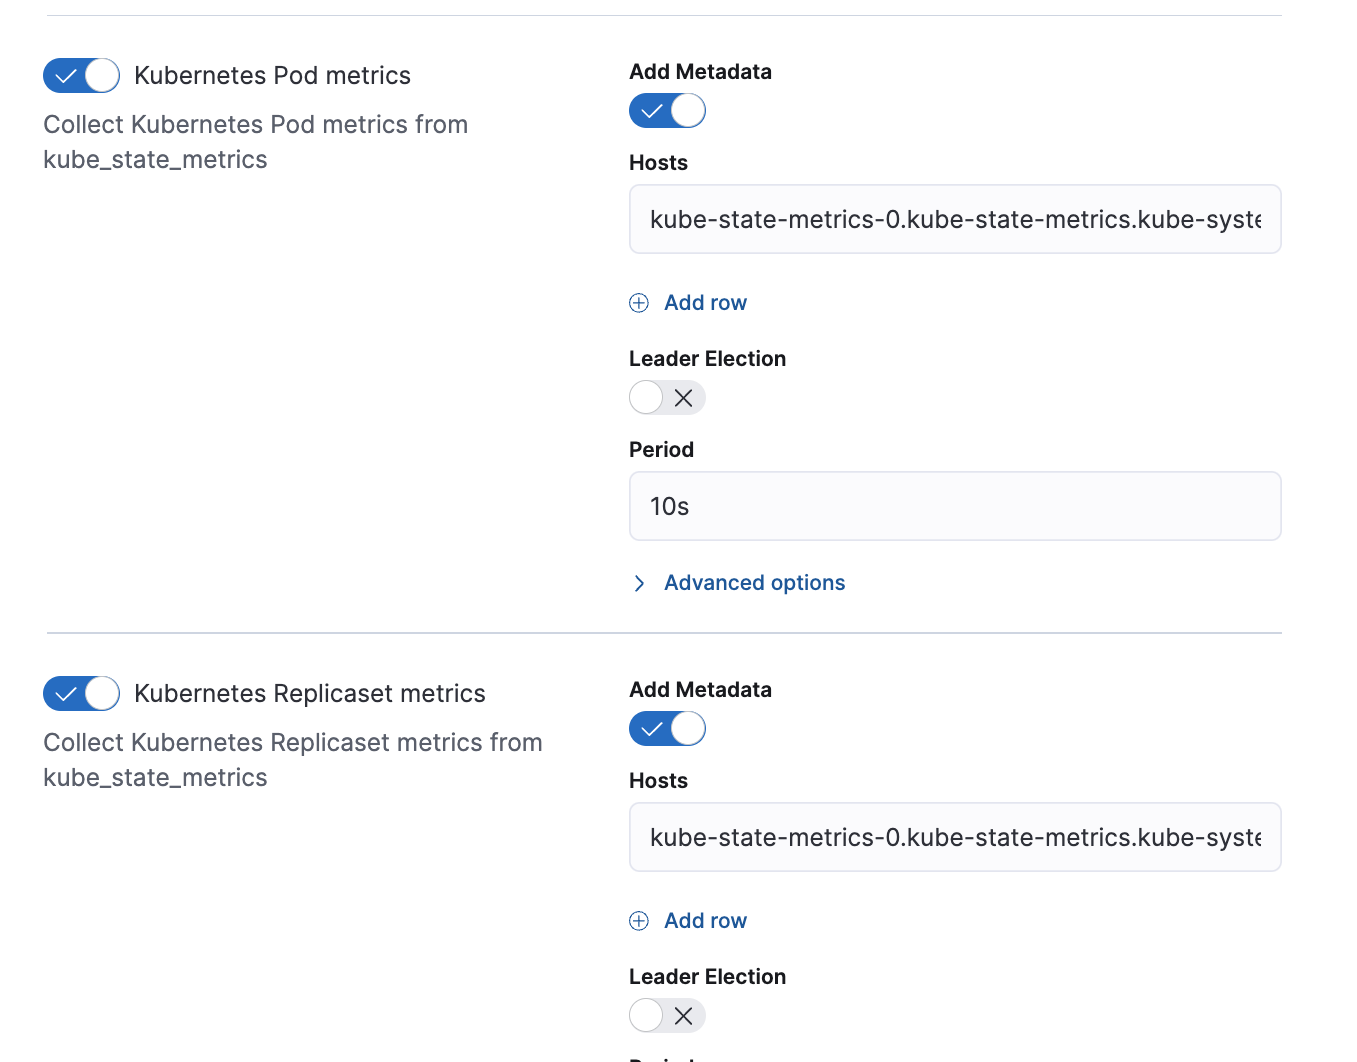 Kubernetes Pod metrics
Collect Kubernetes Pod metrics from
kube_state_metrics
Add Metadata
Hosts
kube-state-metrics-0.kube-state-metrics.kube-syste
Add row
Leader Election
Period
10s
Advanced options
Kubernetes Replicaset metrics
Collect Kubernetes Replicaset metrics from
kube_state_metrics
Add Metadata
Hosts
kube-state-metrics-0.kube-state-metrics.kube-syste
Add row
Leader Election